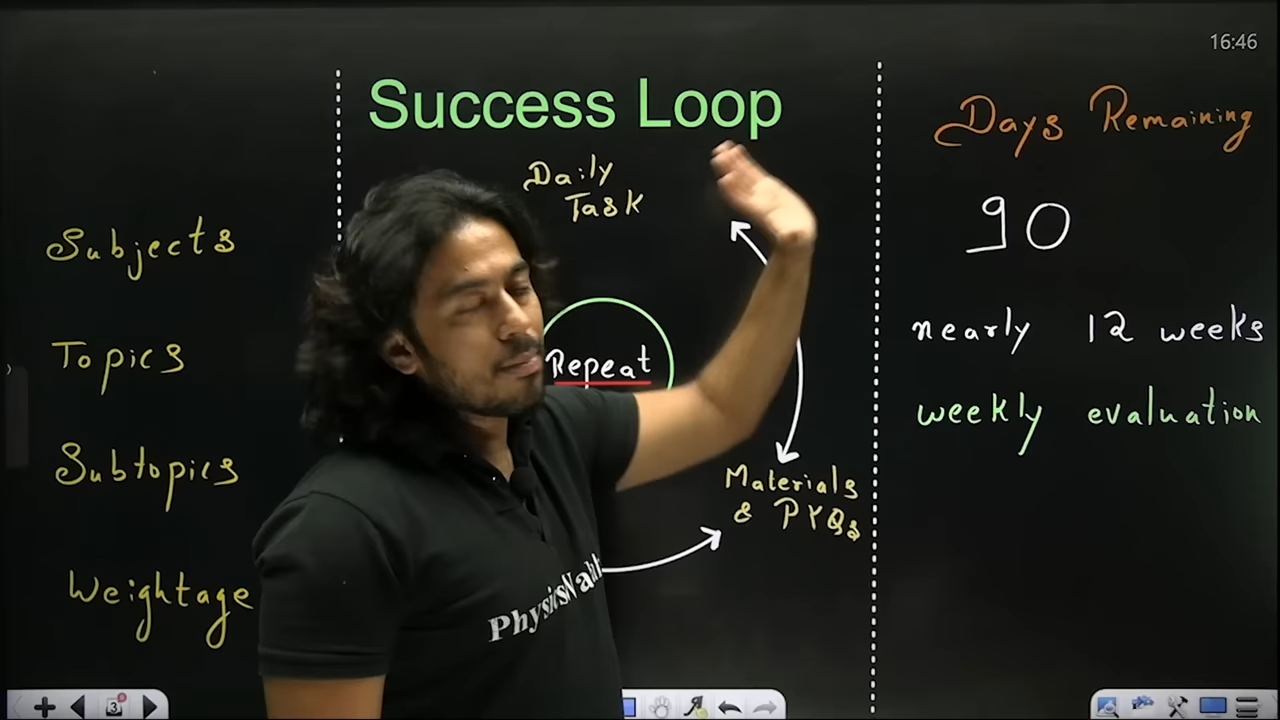 16:46
Success Loop
Days Remaining
Daily
Task
90
Subjects
nearly 12 weeks
Topics
Repeat
weekly evaluation
Subtopics
Materials
& PYQs
Weightage
3